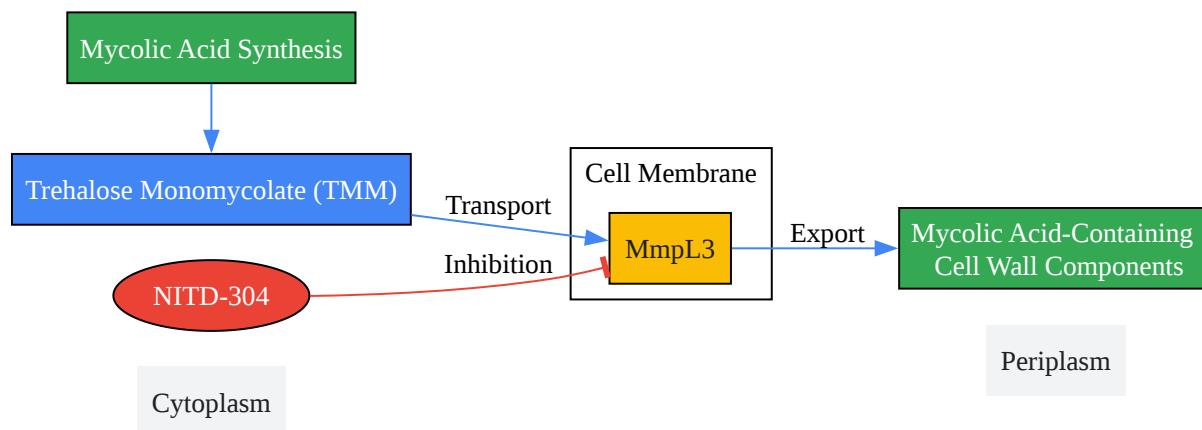 Mycolic Acid Synthesis
Trehalose Monomycolate (TMM)
Cell Membrane
Transport
MmpL3
Export
Mycolic Acid-Containing
Cell Wall Components
Inhibition
NITD-304
Periplasm
Cytoplasm